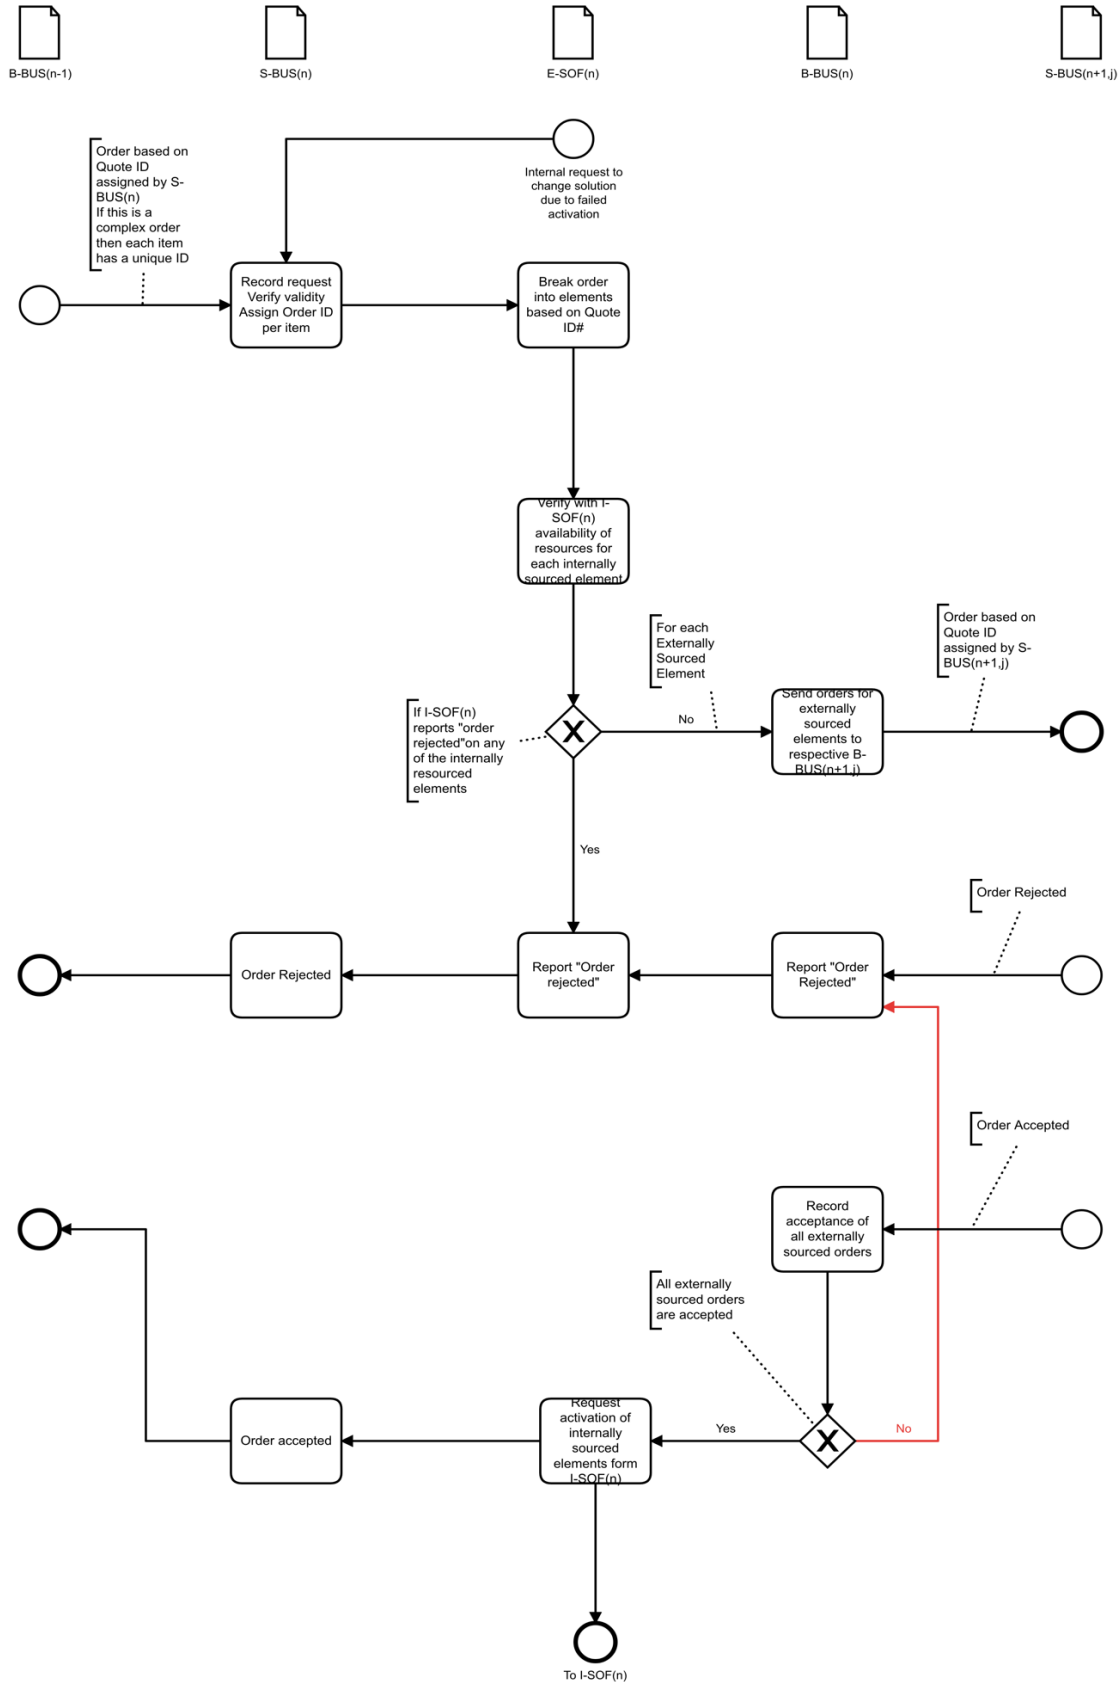 B-BUS(n-1)
S-BUS(n)
E-SOF(n)
B-BUS(n)
S-BUS(n+1,j)
Internal request to
change solution
due to failed
activation
Order based on
Quote ID
assigned by S-
BUS(n)
If this is a
complex order
then each item
has a unique ID
Record request
Verify validity
Assign Order ID
per item
Break order
into elements
based on Quote
ID#
Verify with I-
SOF(n)
availability of
resources for
each internally
sourced element
For each
Externally
Sourced
Element
Order based on
Quote ID
assigned by S-
BUS(n+1,j)
If I-SOF(n)
reports "order
rejected"on any
of the internally
resourced
elements
No
Send orders for
externally
sourced
elements to
respective B-
BUS(n+1,j)
Yes
Order Rejected
Order Rejected
Report "Order
rejected"
Report "Order
Rejected"
Order Accepted
Record
acceptance of
all externally
sourced orders
All externally
sourced orders
are accepted
Order accepted
Request
activation of
internally
sourced
elements form
I-SOF(n)
Yes
No
To I-SOF(n)